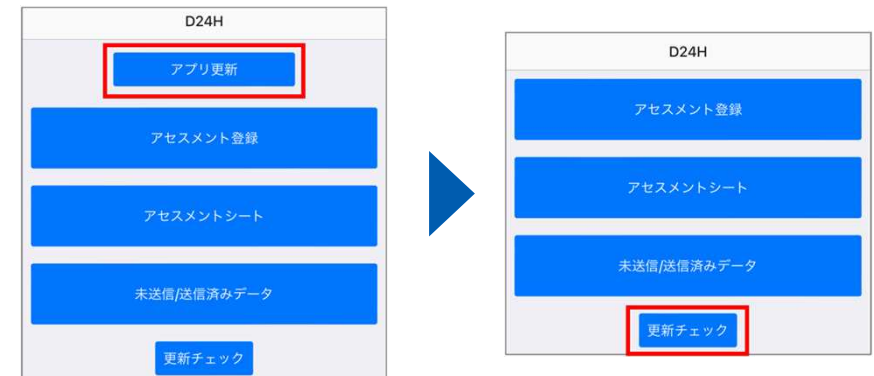 D24H
アプリ更新
アセスメント登録
アセスメントシート
未送信/送信済みデータ
更新チェック
D24H
アセスメント登録
アセスメントシート
未送信/送信済みデータ
更新チェック